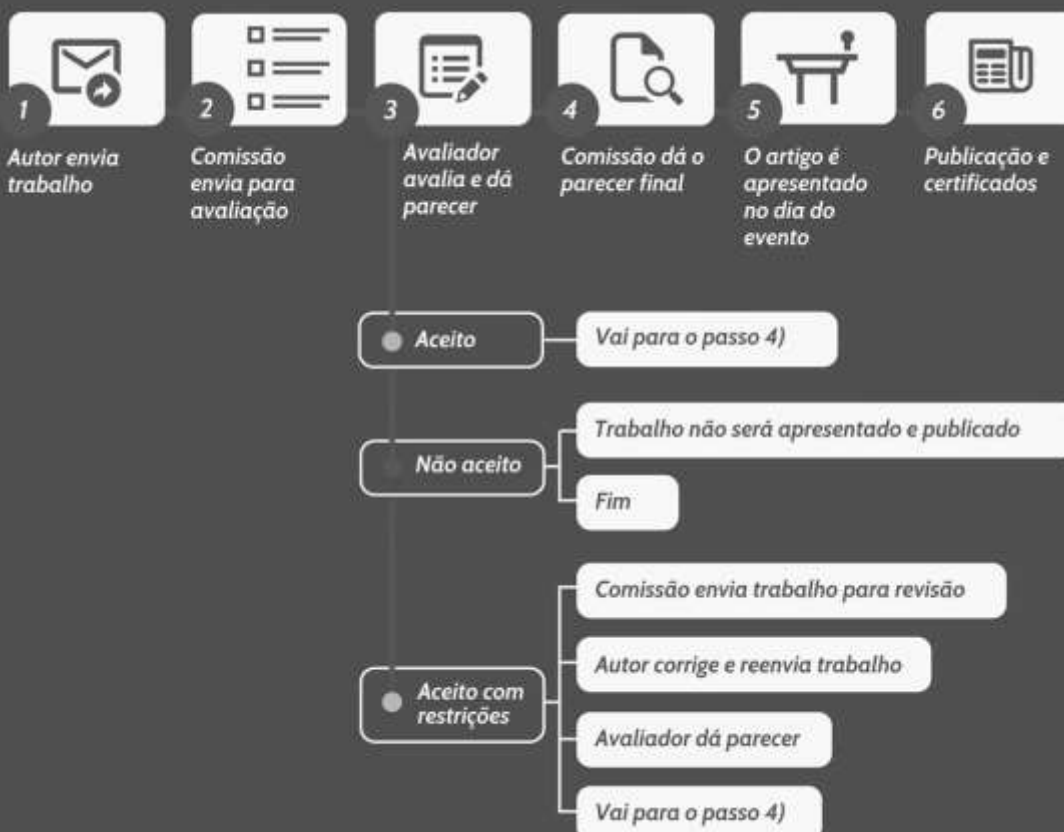 1
Autor envia
trabalho
2
Comissão
envia para
avaliação
3
Avaliador
avalia e dá
parecer
4
Comissão dá o
parecer final
5
O artigo é
apresentado
no dia do
evento
6
Publicação e
certificados
Aceito
Vai para o passo 4)
Não aceito
Trabalho não será apresentado e publicado
Fim
Aceito com
restrições
Comissão envia trabalho para revisão
Autor corrige e reenvia trabalho
Avaliador dá parecer
Vai para o passo 4)